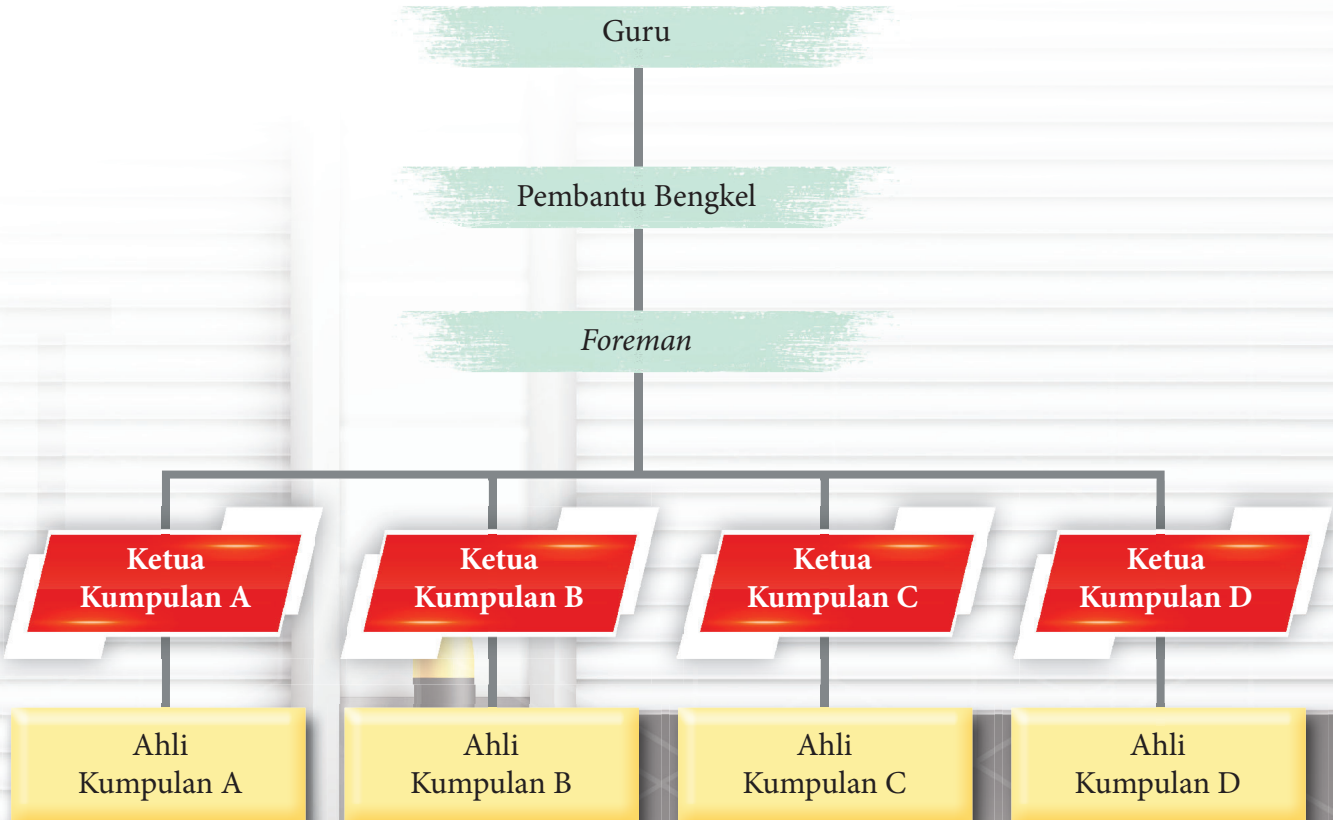 Guru
Pembantu Bengkel
Foreman
Ketua
Kumpulan A
Ketua
Kumpulan B
Ketua
Kumpulan C
Ketua
Kumpulan D
Ahli
Kumpulan A
Ahli
Kumpulan B
Ahli
Kumpulan C
Ahli
Kumpulan D